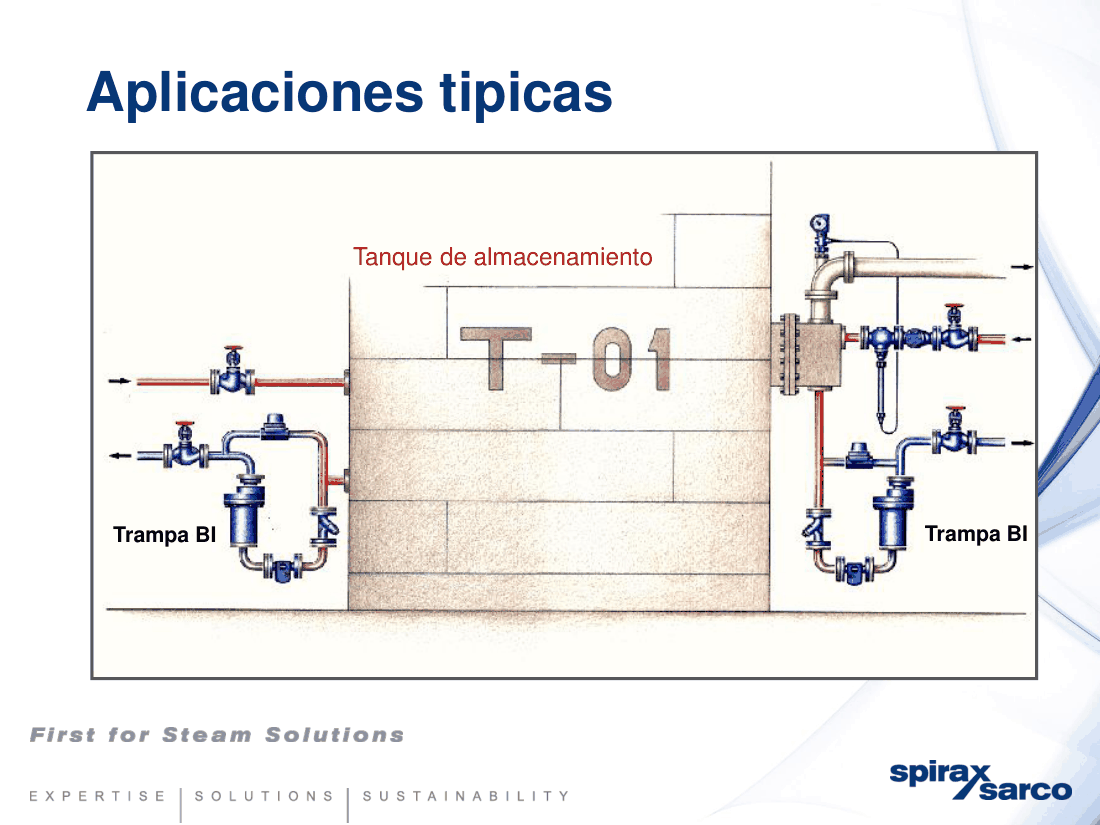 Aplicaciones tipicas
Tanque de almacenamiento
T-01
Trampa BI
Trampa BI
First for Steam Solutions
EXPERTISE SOLUTIONS SUSTAINABILITY
spirax
sarco